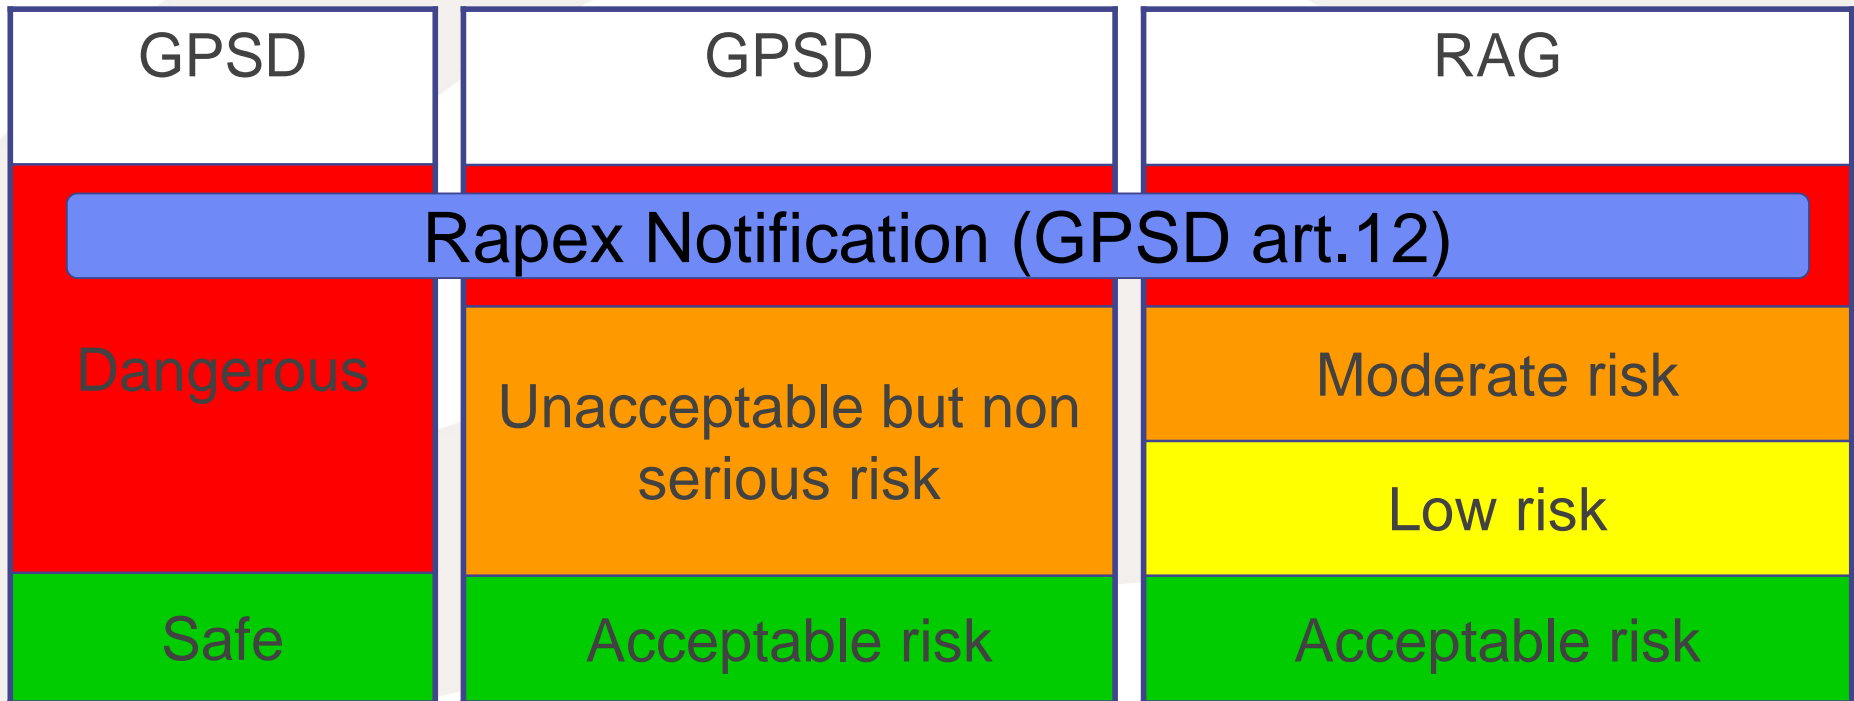 GPSD
GPSD
RAG
Rapex Notification (GPSD art.12)
Dangerous
Unacceptable but non
serious risk
Moderate risk
Low risk
Safe
Acceptable risk
Acceptable risk